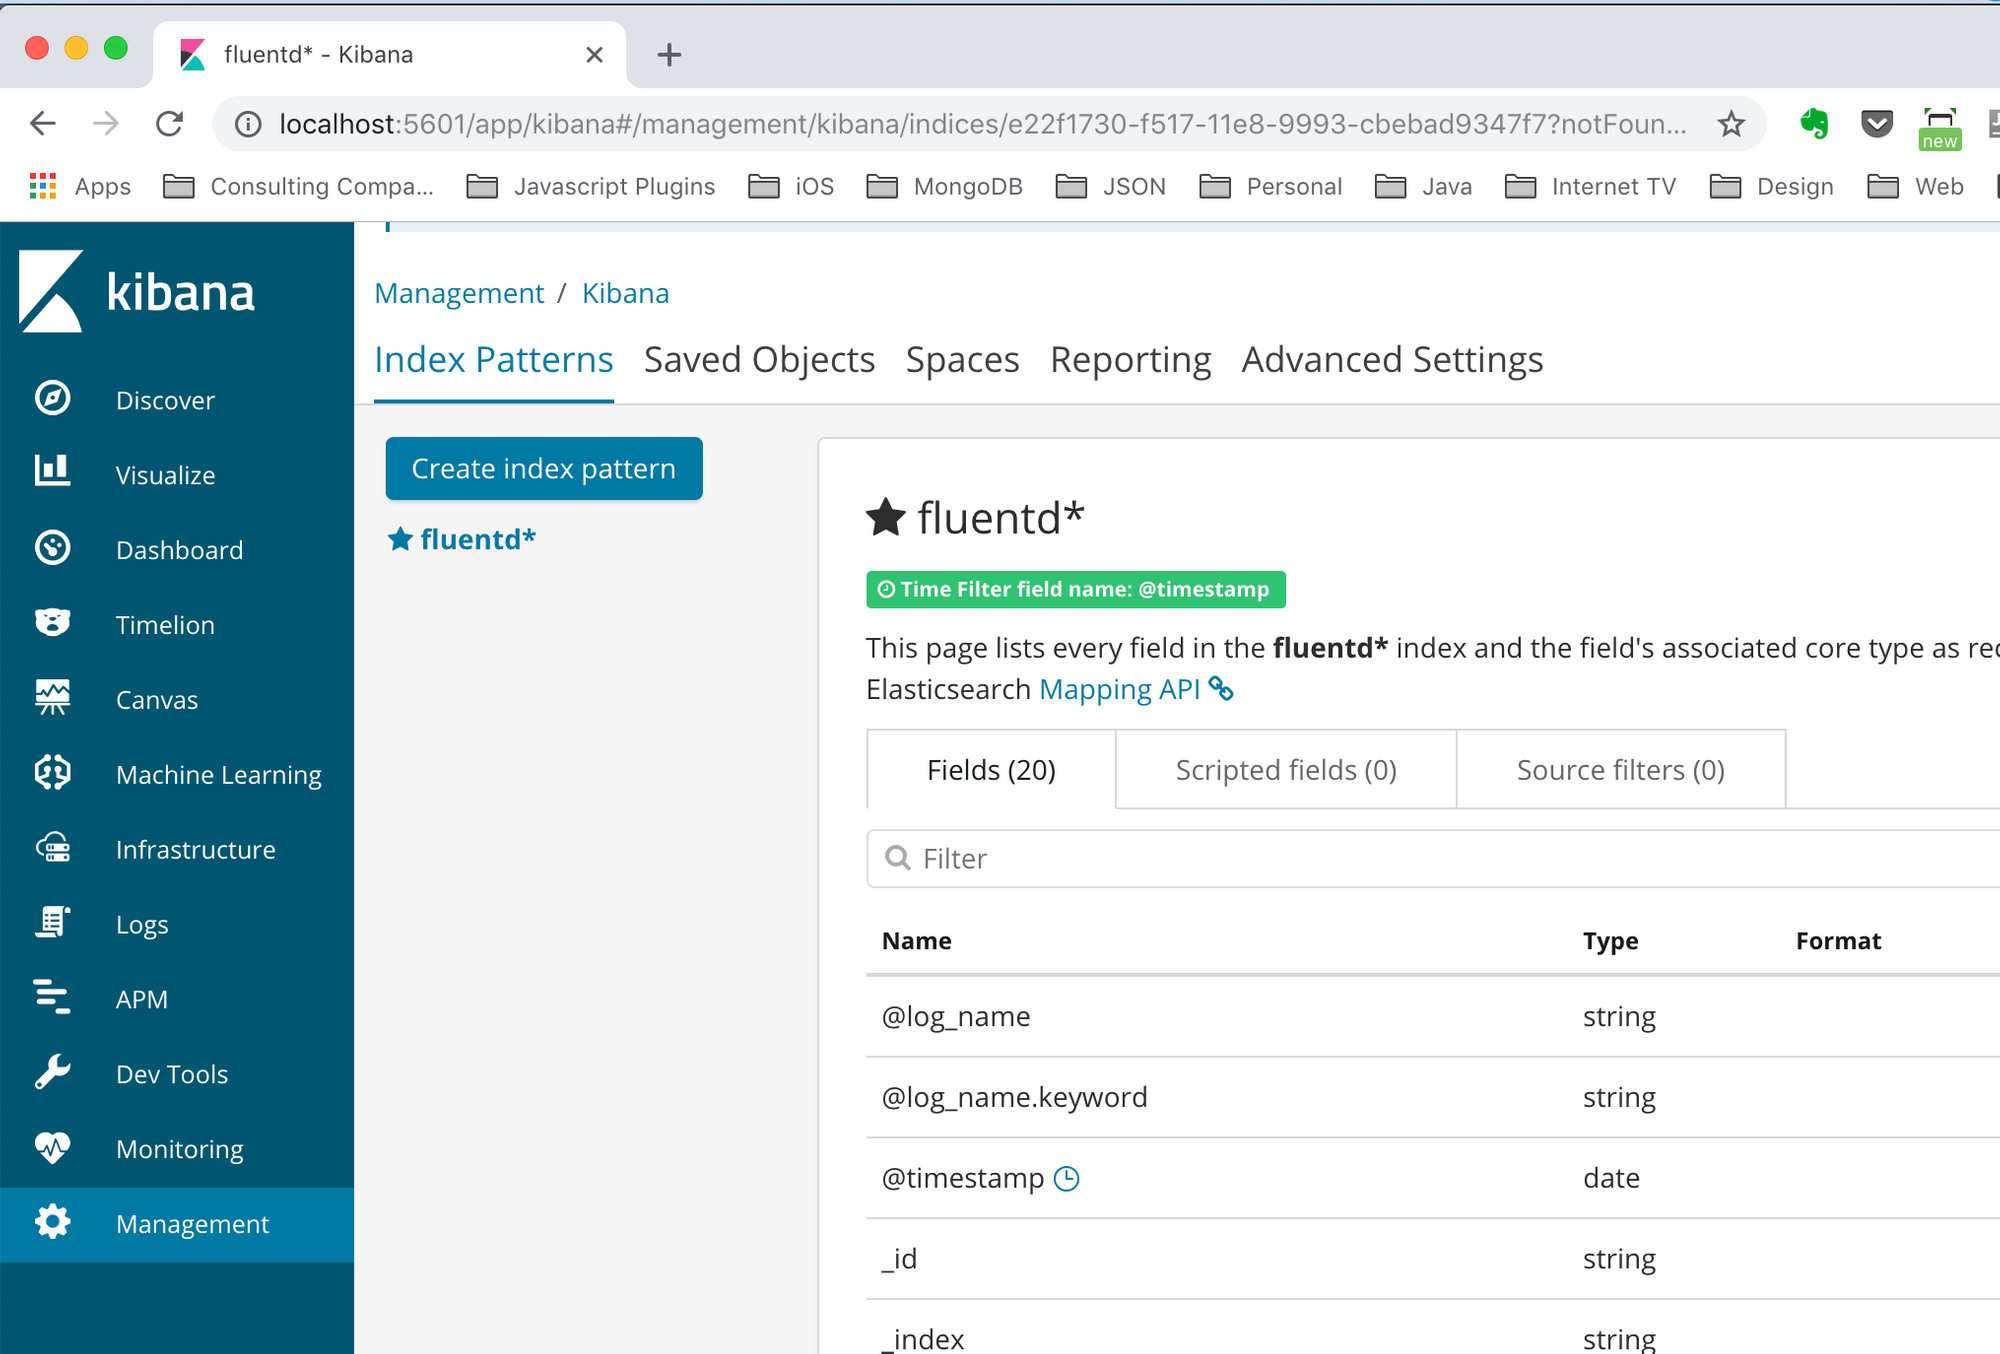 fluentd* - Kibana
localhost:5601/app/kibana#/management/kibana/indices/e22f1730-f517-11e8-9993-cbebad9347f7?notFoun...
new
Apps Consulting Compa... Javascript Plugins iOS MongoDB JSON Personal Java Internet TV Design Web
kibana
Discover
Visualize
Dashboard
Timelion
Canvas
Machine Learning
Infrastructure
Logs
APM
Dev Tools
Monitoring
Management
Management / Kibana
Index Patterns Saved Objects Spaces Reporting Advanced Settings
Create index pattern
fluentd*
fluentd*
Time Filter field name: @timestamp
This page lists every field in the fluentd* index and the field's associated core type as
Elasticsearch Mapping API
Fields (20) Scripted fields (0) Source filters (0)
Filter
Name Type Format
@log_name string
@log_name.keyword string
@timestamp date
_id string
_index string